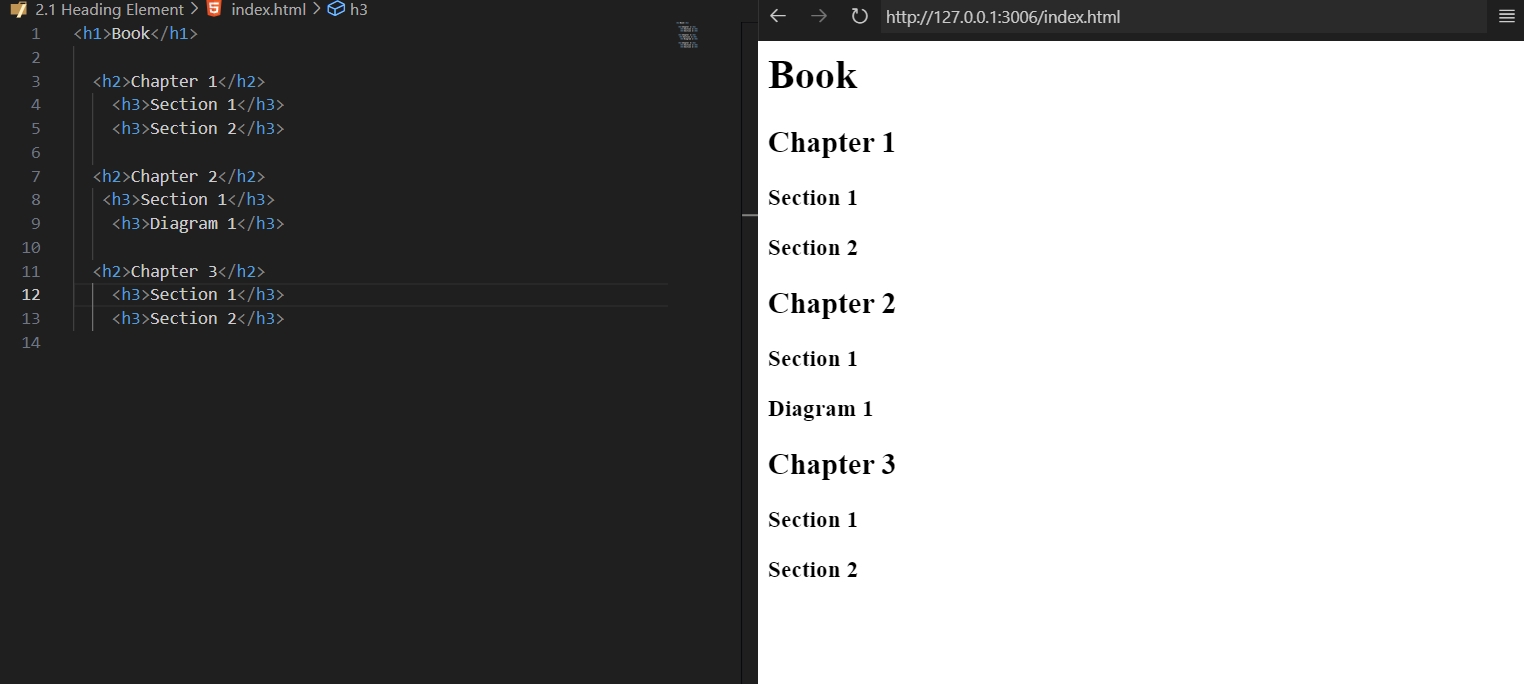 2.1 Heading Element > index.html > h3
1 <h1>Book</h1>
2
3 <h2>Chapter 1</h2>
4 <h3>Section 1</h3>
5 <h3>Section 2</h3>
6
7 <h2>Chapter 2</h2>
8 <h3>Section 1</h3>
9 <h3>Diagram 1</h3>
10
11 <h2>Chapter 3</h2>
12 <h3>Section 1</h3>
13 <h3>Section 2</h3>
14
http://127.0.0.1:3006/index.html
Book
Chapter 1
Section 1
Section 2
Chapter 2
Section 1
Diagram 1
Chapter 3
Section 1
Section 2